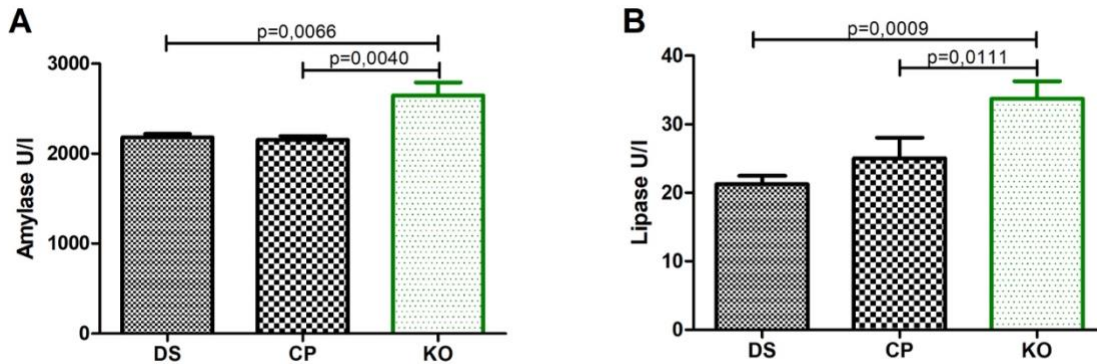 A
p=0,0066
p=0,0040
3000
2000
1000
0
Amylase U/l
DS CP KO
B
p=0,0009
p=0,0111
40
30
20
10
0
Lipase U/l
DS CP KO